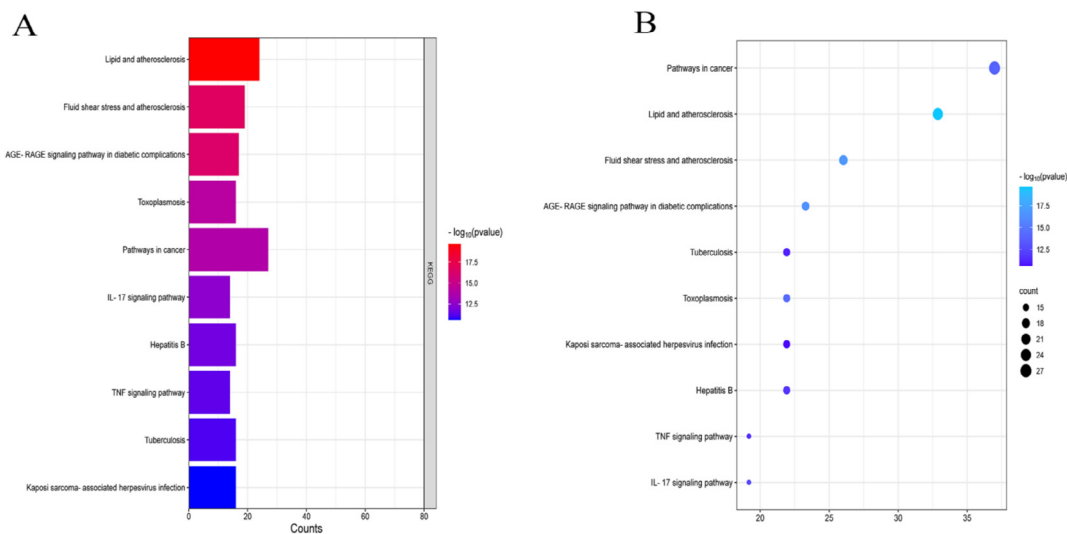 A
Lipid and atherosclerosis
Fluid shear stress and atherosclerosis
AGE- RAGE signaling pathway in diabetic complications
Toxoplasmosis
Pathways in cancer
IL- 17 signaling pathway
Hepatitis B
TNF signaling pathway
Tuberculosis
Kaposi sarcoma- associated herpesvirus infection
0 20 40 60 80
Counts
KEGG
- log10(pvalue)
17.5
15.0
12.5
B
Pathways in cancer
Lipid and atherosclerosis
Fluid shear stress and atherosclerosis
AGE- RAGE signaling pathway in diabetic complications
Tuberculosis
Toxoplasmosis
Kaposi sarcoma- associated herpesvirus infection
Hepatitis B
TNF signaling pathway
IL- 17 signaling pathway
20 25 30 35
- log10(pvalue)
17.5
15.0
12.5
count
15
18
21
24
27